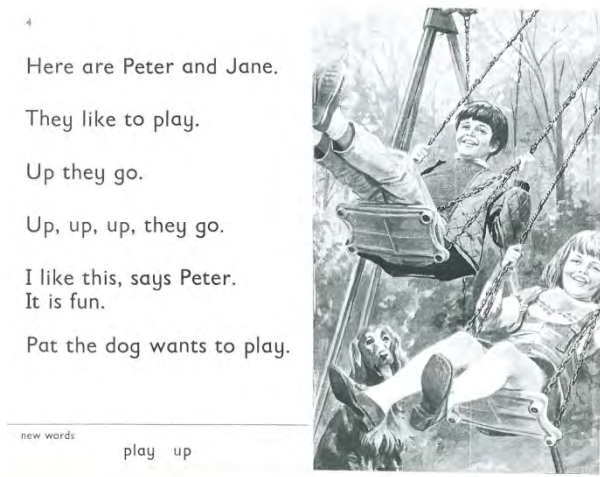 4
Here are Peter and Jane.
They like to play.
Up they go.
Up, up, up, they go.
I like this, says Peter.
It is fun.
Pat the dog wants to play.
new words
play up